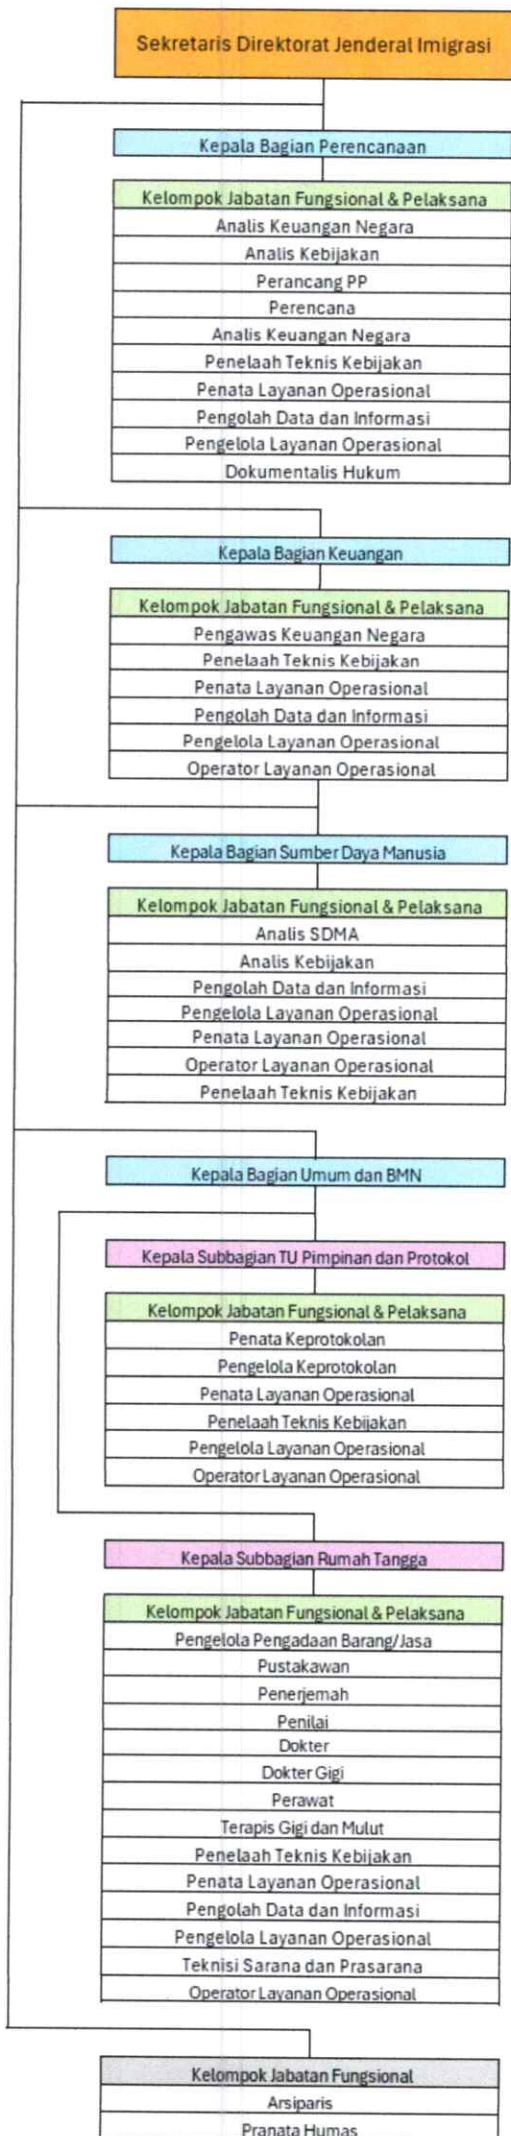 Sekretaris Direktorat Jenderal Imigrasi
Kepala Bagian Perencanaan
Kelompok Jabatan Fungsional & Pelaksana
Analis Keuangan Negara
Analis Kebijakan
Perancang PP
Perencana
Analis Keuangan Negara
Penelaah Teknis Kebijakan
Penata Layanan Operasional
Pengolah Data dan Informasi
Pengelola Layanan Operasional
Dokumentalis Hukum
Kepala Bagian Keuangan
Kelompok Jabatan Fungsional & Pelaksana
Pengawas Keuangan Negara
Penelaah Teknis Kebijakan
Penata Layanan Operasional
Pengolah Data dan Informasi
Pengelola Layanan Operasional
Operator Layanan Operasional
Kepala Bagian Sumber Daya Manusia
Kelompok Jabatan Fungsional & Pelaksana
Analis SDMA
Analis Kebijakan
Pengolah Data dan Informasi
Pengelola Layanan Operasional
Penata Layanan Operasional
Operator Layanan Operasional
Penelaah Teknis Kebijakan
Kepala Bagian Umum dan BMN
Kepala Subbagian TU Pimpinan dan Protokol
Kelompok Jabatan Fungsional & Pelaksana
Penata Keprotokolan
Pengelola Keprotokolan
Penata Layanan Operasional
Penelaah Teknis Kebijakan
Pengelola Layanan Operasional
Operator Layanan Operasional
Kepala Subbagian Rumah Tangga
Kelompok Jabatan Fungsional & Pelaksana
Pengelola Pengadaan Barang/Jasa
Pustakawan
Penerjemah
Penilai
Dokter
Dokter Gigi
Perawat
Terapis Gigi dan Mulut
Penelaah Teknis Kebijakan
Penata Layanan Operasional
Pengolah Data dan Informasi
Pengelola Layanan Operasional
Teknisi Sarana dan Prasarana
Operator Layanan Operasional
Kelompok Jabatan Fungsional
Arsiparis
Pranata Humas